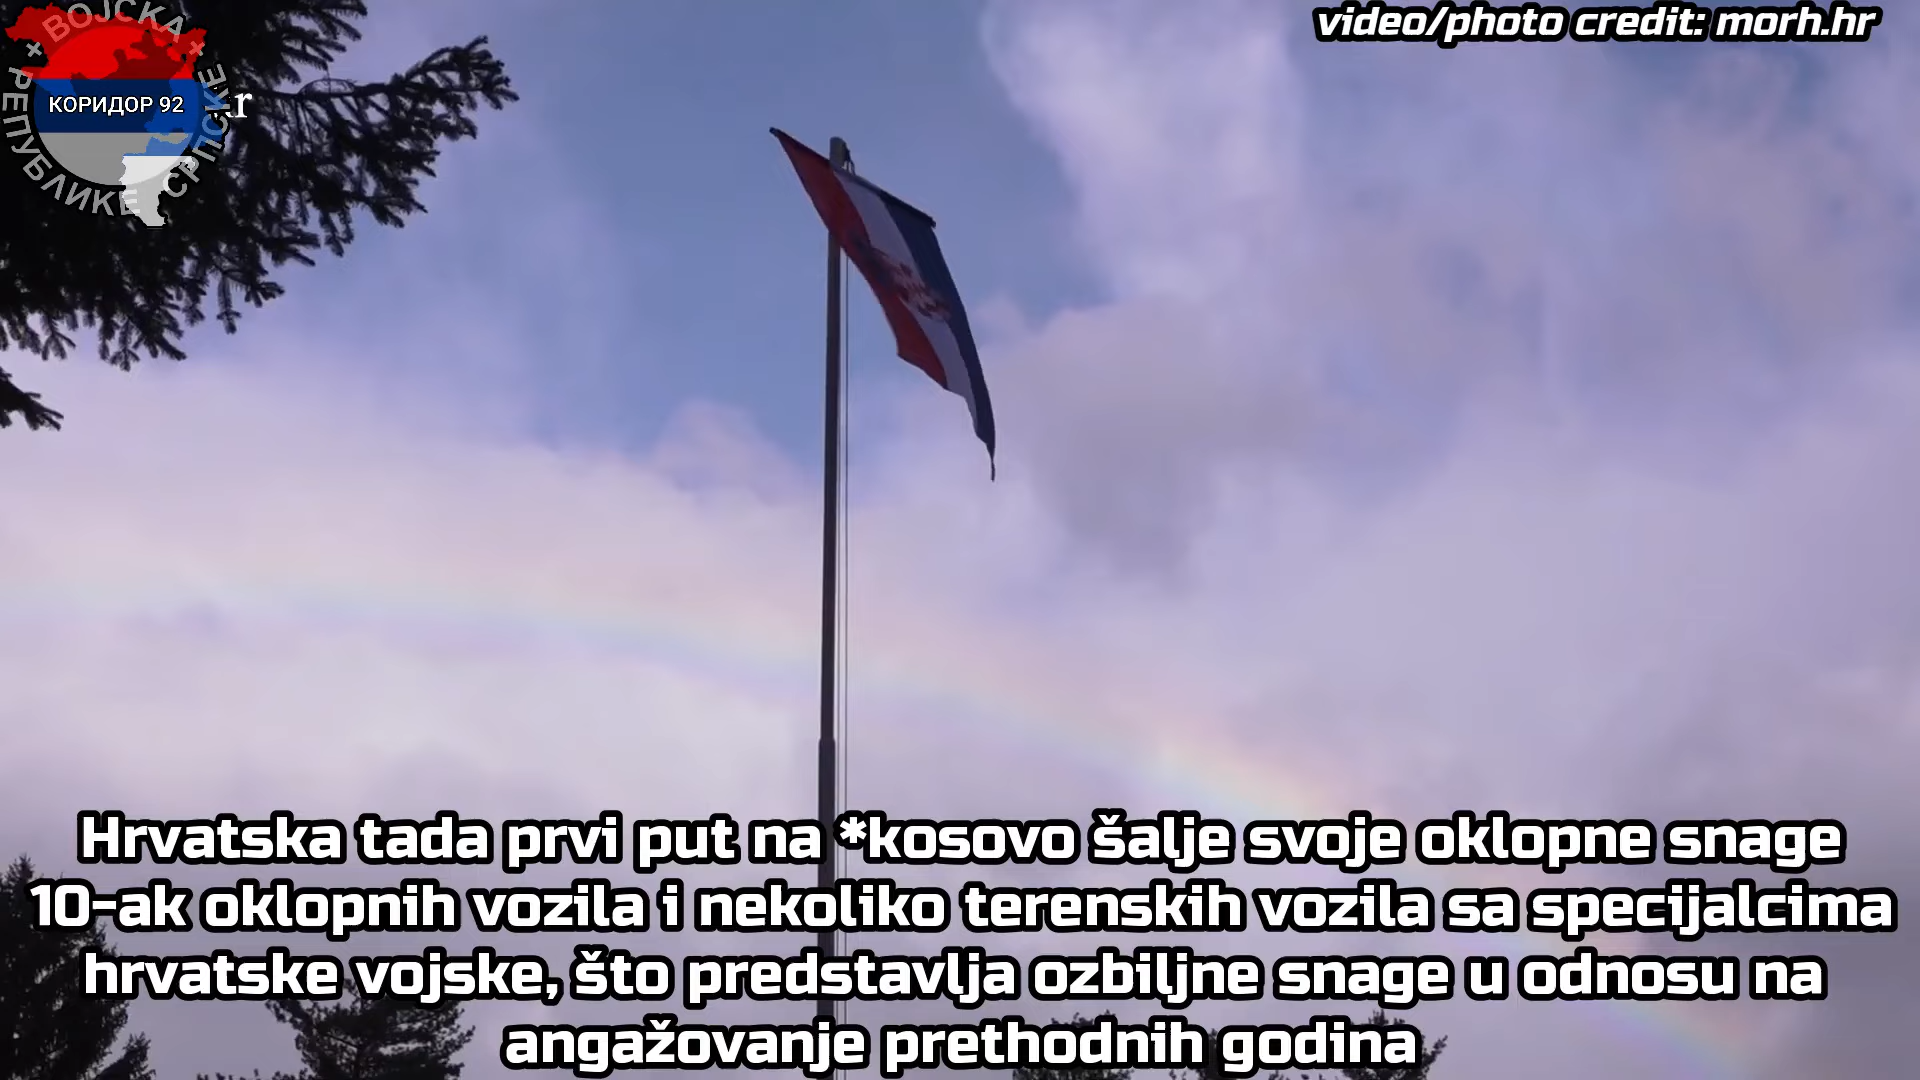 video/photo credit: morh.hr
ВОЈСКА
РЕПУБЛИКЕ СРПСКЕ
КОРИДОР 92
Hrvatska tada prvi put na *kosovo šalje svoje oklopne snage
10-ak oklopnih vozila i nekoliko terenskih vozila sa specijalcima
hrvatske vojske, što predstavlja ozbiljne snage u odnosu na
angažovanje prethodnih godina